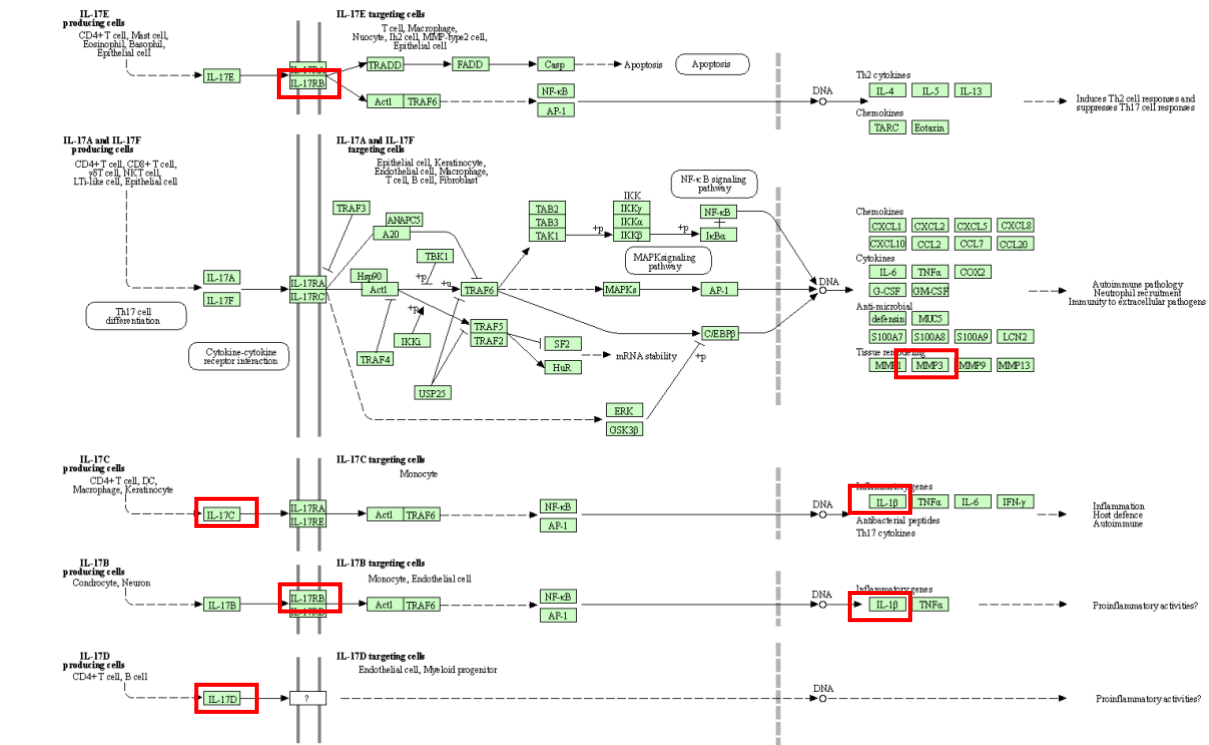 IL-17E
producing cells
CD4+ T cell, Mast cell,
Eosinophil, Basophil,
Epithelial cell
IL-17E targeting cells
T cell, Macrophage,
Nuocyte, Ih2 cell, MMP-type2 cell,
Epithelial cell
IL-17E
IL-17RA
IL-17RB
TRADD
FADD
Casp
Apoptosis
Apoptosis
Act1
TRAF6
NF-κB
AP-1
DNA
Th2 cytokines
IL-4
IL-5
IL-13
Chemokines
TARC
Eotaxin
Induces Th2 cell responses and
suppresses Th17 cell responses
IL-17A and IL-17F
producing cells
CD4+ T cell, CD8+ T cell,
γδT cell, NKT cell,
LTi-like cell, Epithelial cell
IL-17A and IL-17F
targeting cells
Epithelial cell, Keratinocyte,
Endothelial cell, Macrophage,
T cell, B cell, Fibroblast
NF-κ B signaling
pathway
TRAF3
ANAPC5
A20
TBK1
TAB2
TAB3
TAK1
+p
IKK
IKKγ
IKKα
IKKβ
+p
NF-κB
IκBα
MAPK signaling
pathway
IL-17A
IL-17F
IL-17RA
IL-17RC
Hsp90
Act1
+p
+u
TRAF6
MAPKs
AP-1
DNA
Th17 cell
differentiation
Cytokine-cytokine
receptor interaction
+p
IKKi
TRAF4
TRAF5
TRAF2
SF2
HuR
mRNA stability
USP25
C/EBPβ
+p
ERK
GSK3β
Chemokines
CXCL1
CXCL2
CXCL5
CXCL8
CXCL10
CCL2
CCL7
CCL20
Cytokines
IL-6
TNFα
COX2
G-CSF
GM-CSF
Anti-microbial
defensin
MUC5
S100A7
S100A8
S100A9
LCN2
Tissue remodeling
MMP1
MMP3
MMP9
MMP13
Autoimmune pathology
Neutrophil recruitment
Immunity to extracellular pathogens
IL-17C
producing cells
CD4+ T cell, DC,
Macrophage, Keratinocyte
IL-17C targeting cells
Monocyte
IL-17C
IL-17RA
IL-17RE
Act1
TRAF6
NF-κB
AP-1
DNA
Inflammatory genes
IL-1β
TNFα
IL-6
IFN-γ
Antibacterial peptides
Th17 cytokines
Inflammation
Host defence
Autoimmune
IL-17B
producing cells
Condrocyte, Neuron
IL-17B targeting cells
Monocyte, Endothelial cell
IL-17B
IL-17RB
Act1
TRAF6
NF-κB
AP-1
DNA
Inflammatory genes
IL-1β
TNFα
Proinflammatory activities?
IL-17D
producing cells
CD4+ T cell, B cell
IL-17D targeting cells
Endothelial cell, Myeloid progenitor
IL-17D
?
DNA
Proinflammatory activities?